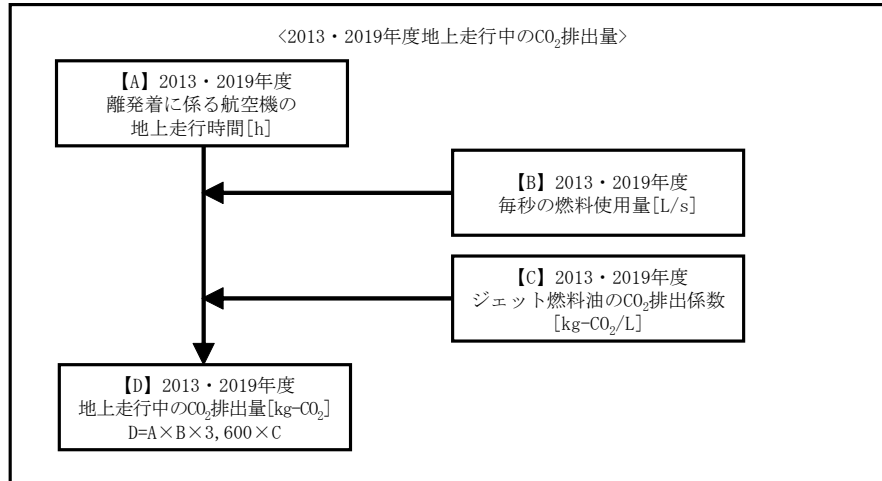 <2013・2019年度地上走行中のCO₂排出量>
【A】2013・2019年度
離発着に係る航空機の
地上走行時間[h]
【B】2013・2019年度
毎秒の燃料使用量[L/s]
【C】2013・2019年度
ジェット燃料油のCO₂排出係数
[kg-CO₂/L]
【D】2013・2019年度
地上走行中のCO₂排出量[kg-CO₂]
D=A×B×3,600×C